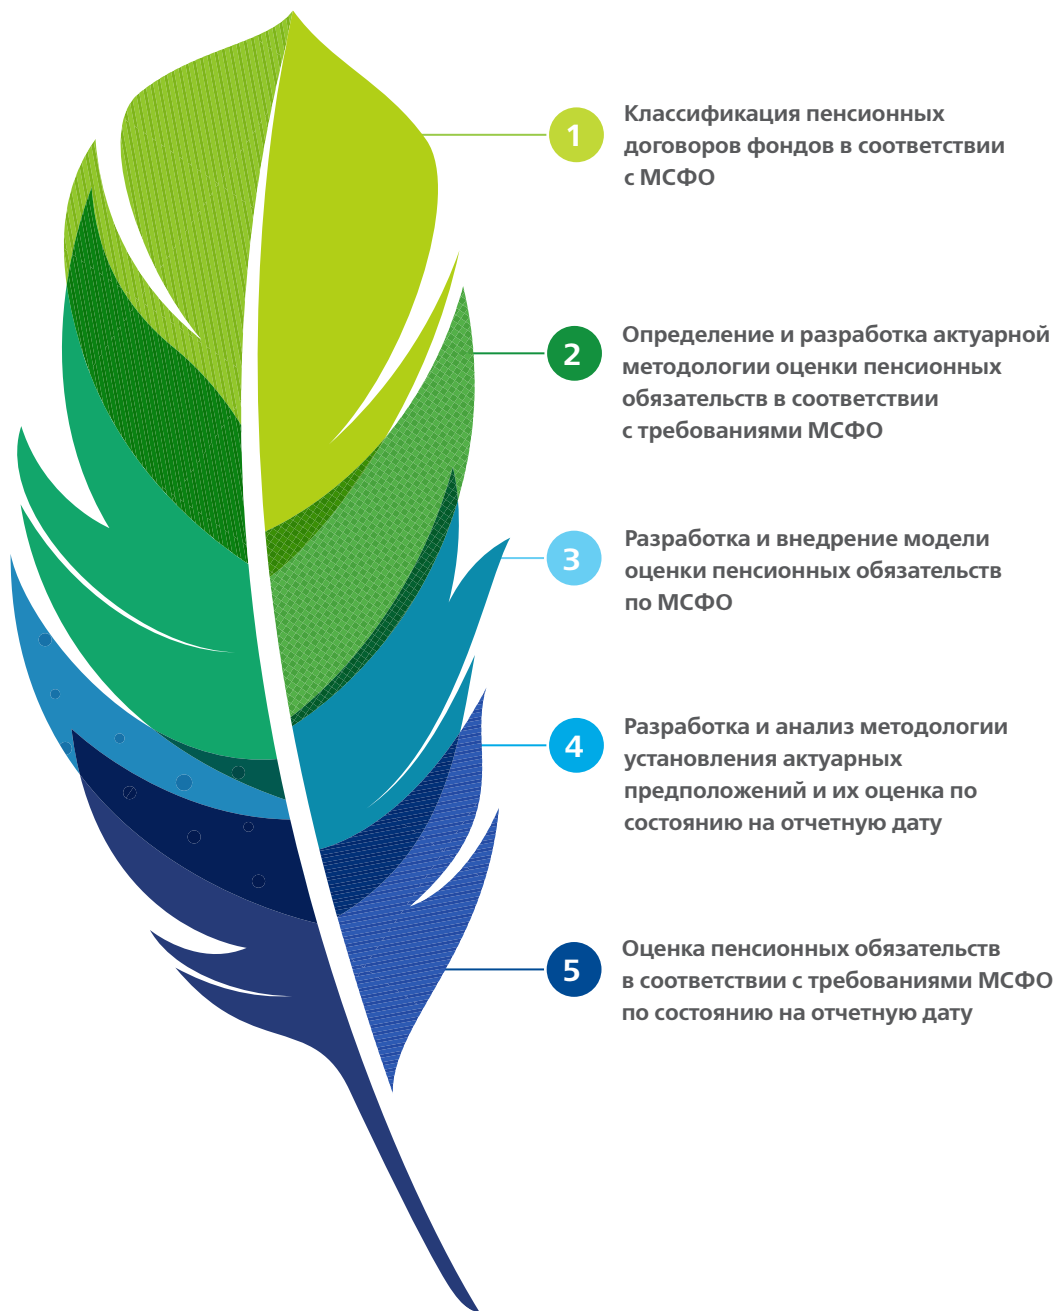 1
Классификация пенсионных
договоров фондов в соответствии
с МСФО
2
Определение и разработка актуарной
методологии оценки пенсионных
обязательств в соответствии
с требованиями МСФО
3
Разработка и внедрение модели
оценки пенсионных обязательств
по МСФО
4
Разработка и анализ методологии
установления актуарных
предположений и их оценка по
состоянию на отчетную дату
5
Оценка пенсионных обязательств
в соответствии с требованиями МСФО
по состоянию на отчетную дату